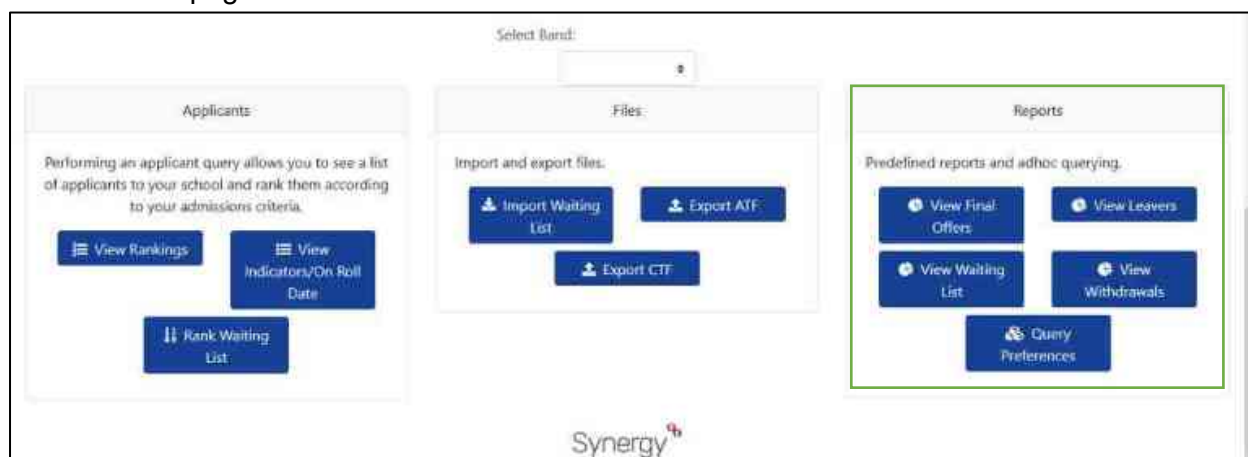 Select Band:
Applicants
Performing an applicant query allows you to see a list
of applicants to your school and rank them according
to your admissions criteria.
View Rankings
View
Indicators/On Roll
Date
Rank Waiting
List
Files
Import and export files.
Import Waiting
List
Export ATF
Export CTF
Reports
Predefined reports and adhoc querying.
View Final
Offers
View Leavers
View Waiting
List
View
Withdrawals
Query
Preferences
Synergy